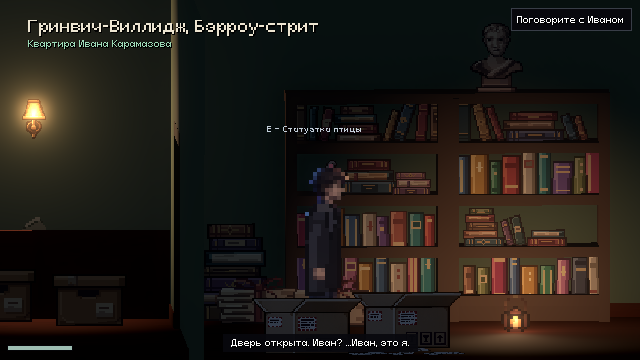 Гринвич-Виллидж, Бэрроу-стрит
Квартира Ивана Карамазова
Поговорите с Иваном
E - Статуэтка птицы
Дверь открыта. Иван? ...Иван, это я.